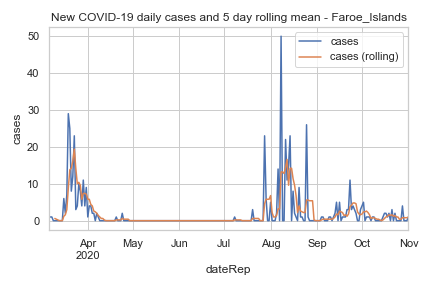 New COVID-19 daily cases and 5 day rolling mean - Faroe_Islands
cases
cases (rolling)
50
40
30
20
10
0
cases
Apr
2020
May
Jun
Jul
Aug
Sep
Oct
Nov
dateRep